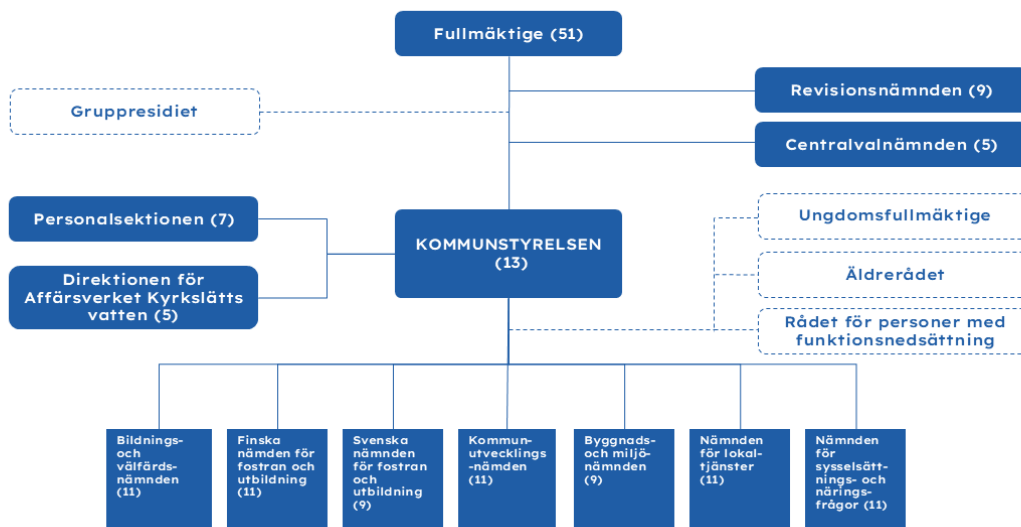 Fullmäktige (51)
Gruppresidiet
Revisionsnämnden (9)
Centralvalnämnden (5)
Personalsektionen (7)
Direktionen för
Affärsverket Kyrkslätts
vatten (5)
KOMMUNSTYRELSEN
(13)
Ungdomsfullmäktige
Äldrerådet
Rådet för personer med
funktionsnedsättning
Bildnings-
och
välfärds-
nämnden
(11)
Finska
nämden för
fostran och
utbildning (11)
Svenska
nämnden
för fostran
och
utbildning
(9)
Kommun-
utvecklings
-nämden
(11)
Byggnads-
och miljö-
nämnden
(9)
Nämnden
för lokal-
tjänster
(11)
Nämnden
för
sysselsätt-
nings- och
närings-
frågor (11)